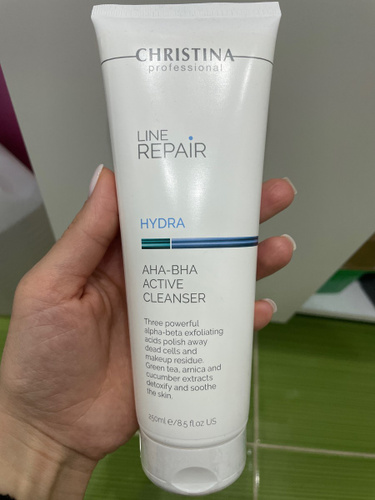 CHRISTINA
professional
LINE
REPAIR
HYDRA
AHA-BHA
ACTIVE
CLEANSER
Three powerful
alpha-beta exfoliating
acids polish away
dead cells and
makeup residue.
Green tea, arnica and
cucumber extracts
detoxify and soothe
the skin.
250ml ℮/8.5 fl.oz US